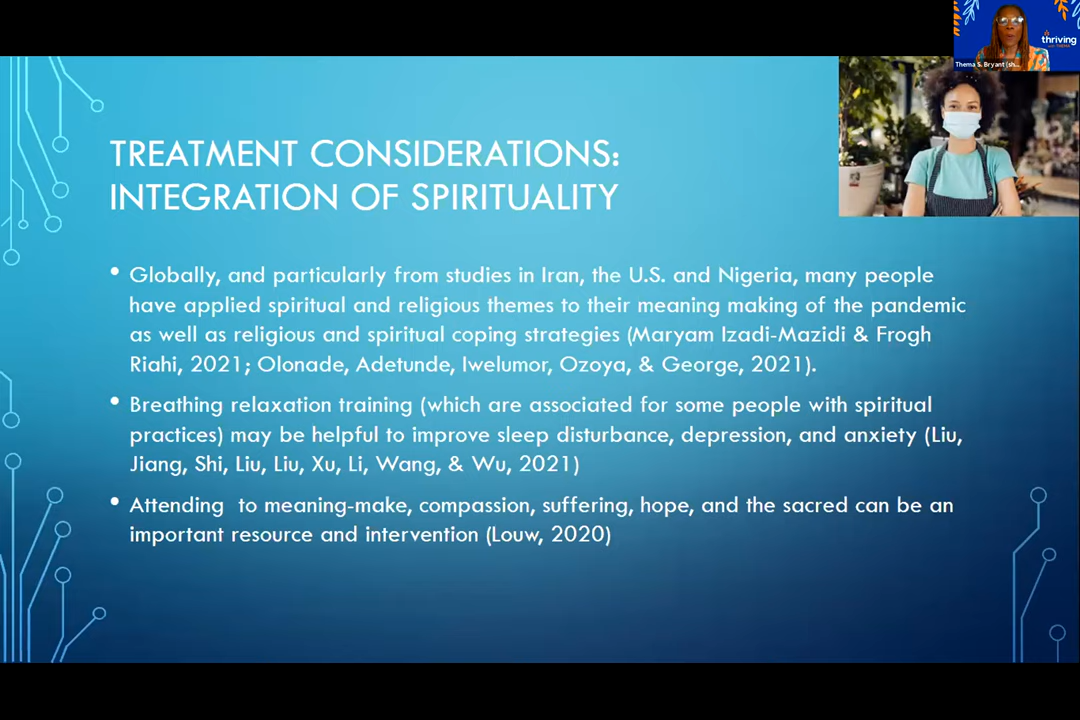 thriving
Thema S. Bryant (sh...
TREATMENT CONSIDERATIONS:
INTEGRATION OF SPIRITUALITY
• Globally, and particularly from studies in Iran, the U.S. and Nigeria, many people
have applied spiritual and religious themes to their meaning making of the pandemic
as well as religious and spiritual coping strategies (Maryam Izadi-Mazidi & Frogh
Riahi, 2021; Olonade, Adetunde, Iwelumor, Ozoya, & George, 2021).
• Breathing relaxation training (which are associated for some people with spiritual
practices) may be helpful to improve sleep disturbance, depression, and anxiety (Liu,
Jiang, Shi, Liu, Liu, Xu, Li, Wang, & Wu, 2021)
• Attending  to meaning-make, compassion, suffering, hope, and the sacred can be an
important resource and intervention (Louw, 2020)